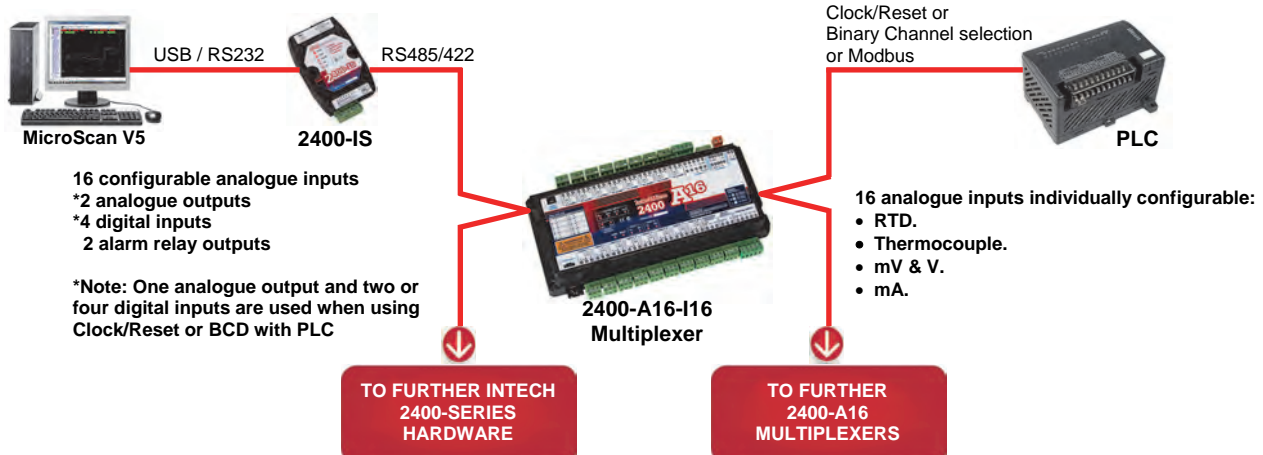 USB / RS232
RS485/422
Clock/Reset or
Binary Channel selection
or Modbus
MicroScan V5
2400-IS
PLC
16 configurable analogue inputs
*2 analogue outputs
*4 digital inputs
2 alarm relay outputs
*Note: One analogue output and two or
four digital inputs are used when using
Clock/Reset or BCD with PLC
2400
A16
2400-A16-I16
Multiplexer
16 analogue inputs individually configurable:
• RTD.
• Thermocouple.
• mV & V.
• mA.
TO FURTHER INTECH
2400-SERIES
HARDWARE
TO FURTHER
2400-A16
MULTIPLEXERS